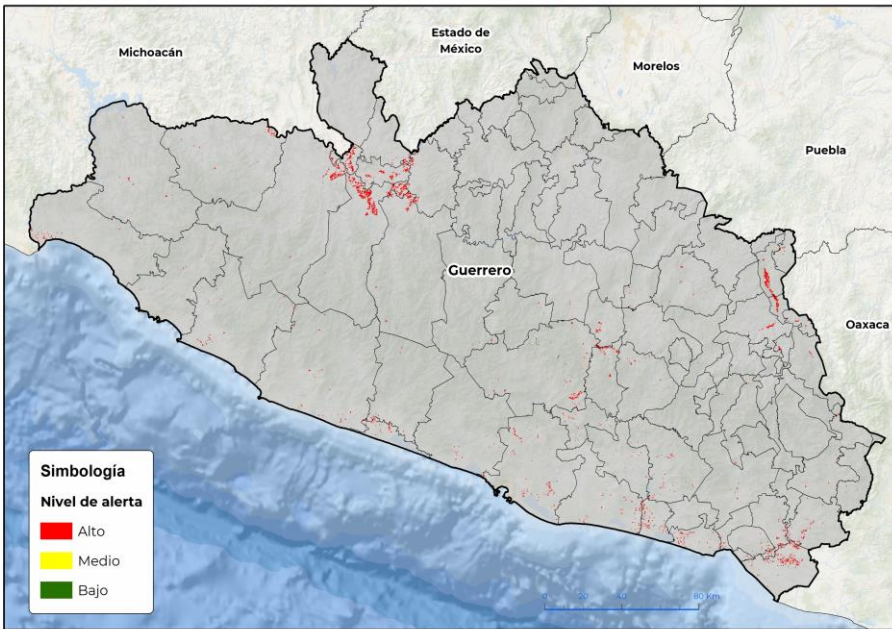 Estado de
México
Michoacán
Morelos
Puebla
Guerrero
Oaxaca
Simbología
Nivel de alerta
Alto
Medio
Bajo
0 20 40 80 Km